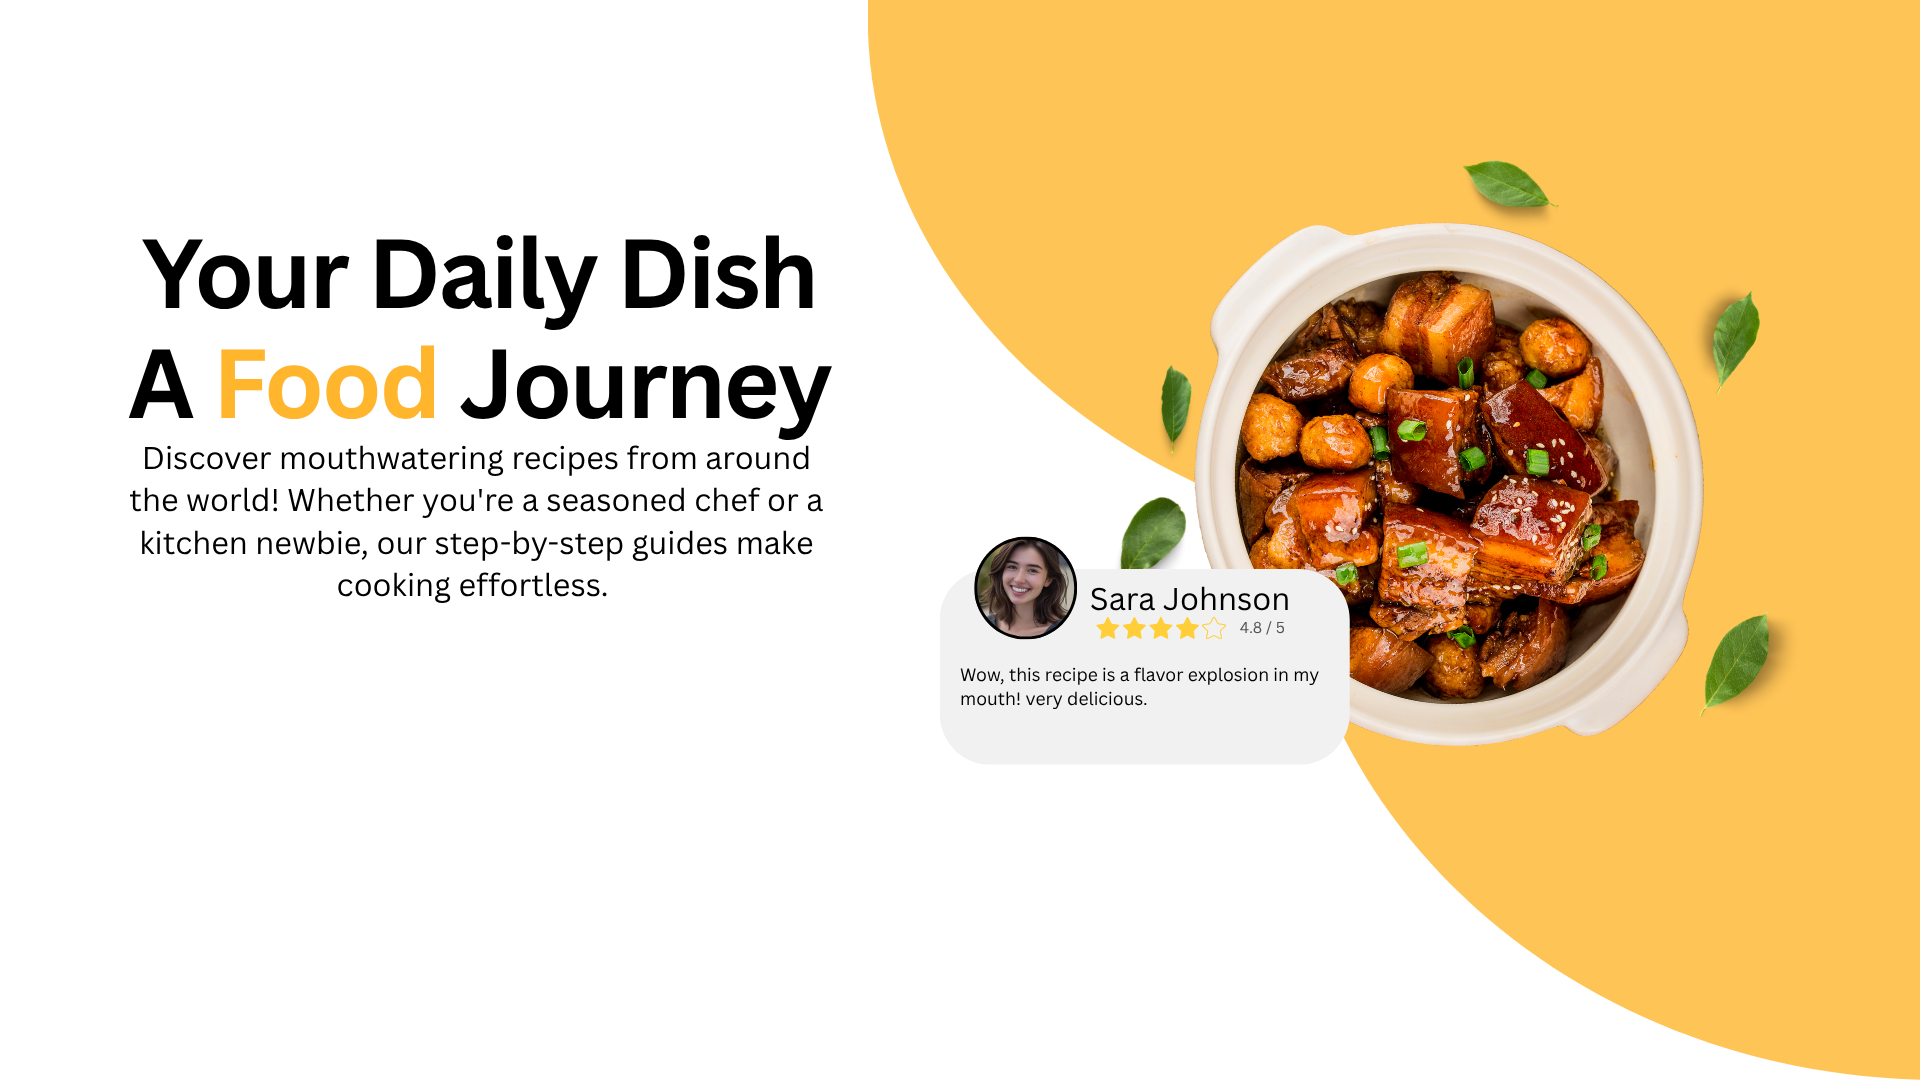 Your Daily Dish
A Food Journey
Discover mouthwatering recipes from around
the world! Whether you're a seasoned chef or a
kitchen newbie, our step-by-step guides make
cooking effortless.
Sara Johnson
4.8 / 5
Wow, this recipe is a flavor explosion in my
mouth! very delicious.